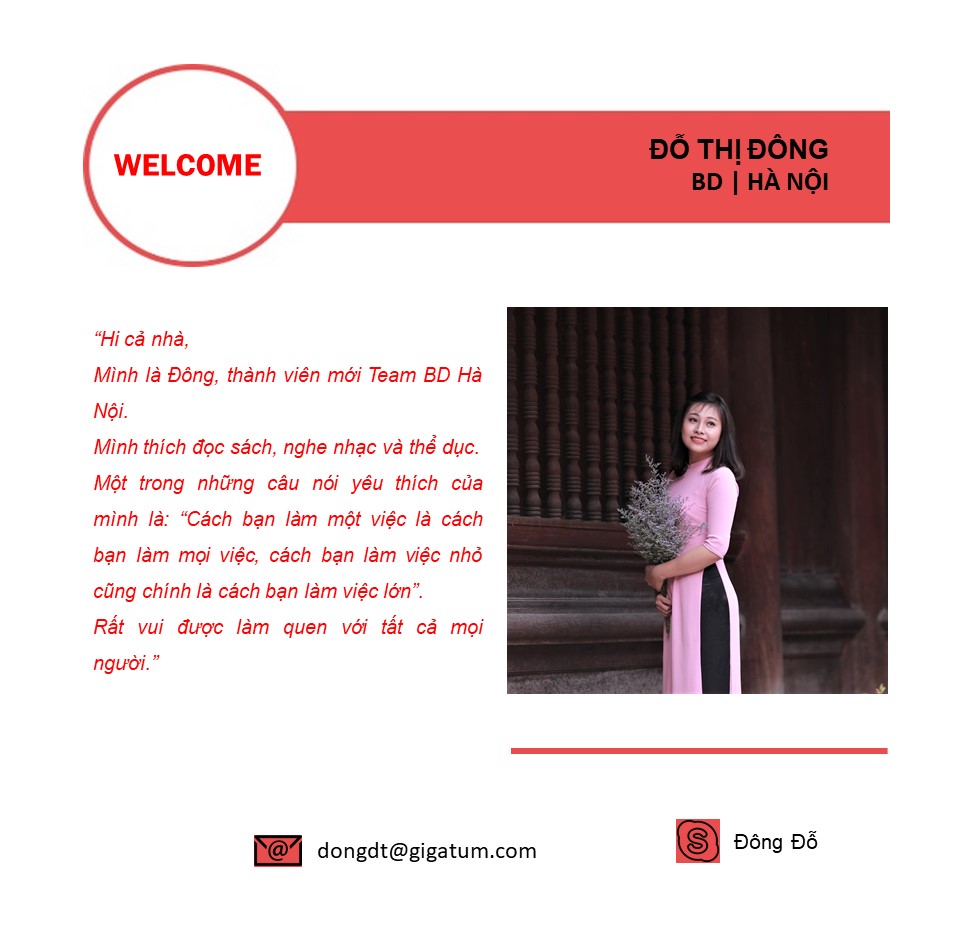 WELCOME
ĐỖ THỊ ĐÔNG
BD | HÀ NỘI
“Hi cả nhà,
Mình là Đông, thành viên mới Team BD Hà
Nội.
Mình thích đọc sách, nghe nhạc và thể dục.
Một trong những câu nói yêu thích của
mình là: “Cách bạn làm một việc là cách
bạn làm mọi việc, cách bạn làm việc nhỏ
cũng chính là cách bạn làm việc lớn”.
Rất vui được làm quen với tất cả mọi
người.”
dongdt@gigatum.com
Đông Đỗ